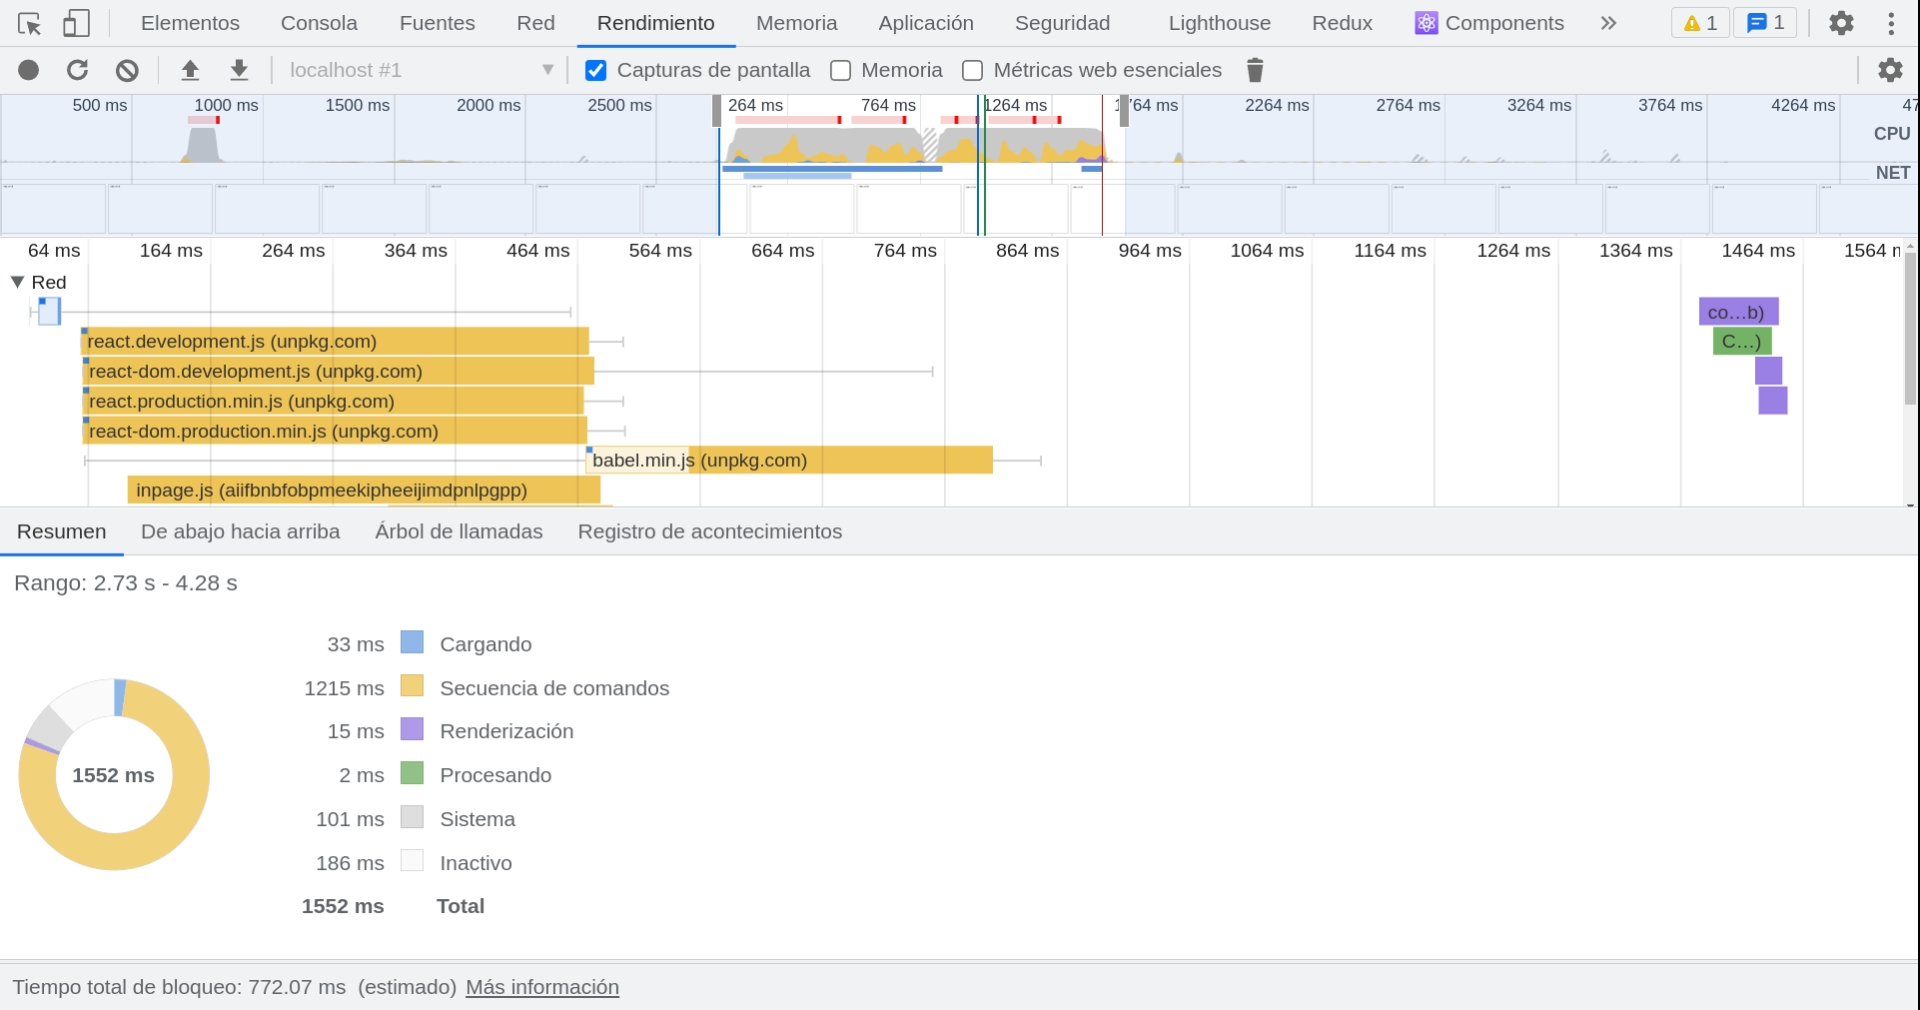 Elementos Consola Fuentes Red Rendimiento Memoria Aplicación Seguridad Lighthouse Redux Components 1 1
localhost #1 Capturas de pantalla Memoria Métricas web esenciales
500 ms 1000 ms 1500 ms 2000 ms 2500 ms 264 ms 764 ms 1264 ms 764 ms 2264 ms 2764 ms 3264 ms 3764 ms 4264 ms 47
CPU
NET
64 ms 164 ms 264 ms 364 ms 464 ms 564 ms 664 ms 764 ms 864 ms 964 ms 1064 ms 1164 ms 1264 ms 1364 ms 1464 ms 1564 r
Red
co…b)
react.development.js (unpkg.com) C…)
react-dom.development.js (unpkg.com)
react.production.min.js (unpkg.com)
react-dom.production.min.js (unpkg.com)
babel.min.js (unpkg.com)
inpage.js (aiifbnbfobpmeekipheeijimdpnlpgpp)
Resumen De abajo hacia arriba Árbol de llamadas Registro de acontecimientos
Rango: 2.73 s - 4.28 s
33 ms Cargando
1215 ms Secuencia de comandos
15 ms Renderización
1552 ms
2 ms Procesando
101 ms Sistema
186 ms Inactivo
1552 ms Total
Tiempo total de bloqueo: 772.07 ms (estimado) Más información